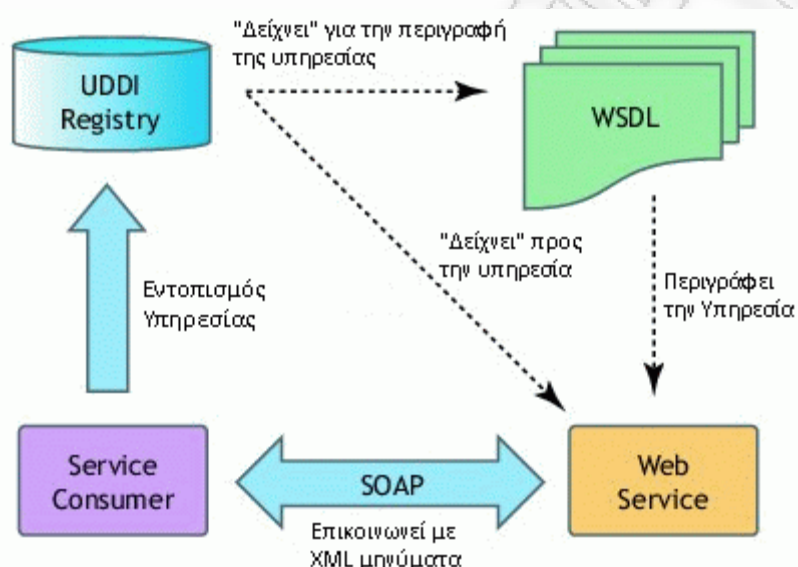 "Δείχνει" για την περιγραφή
της υπηρεσίας
UDDI
Registry
WSDL
"Δείχνει" προς
την υπηρεσία
Εντοπισμός
Υπηρεσίας
Περιγράφει
την Υπηρεσία
Service
Consumer
SOAP
Web
Service
Επικοινωνεί με
XML μηνύματα